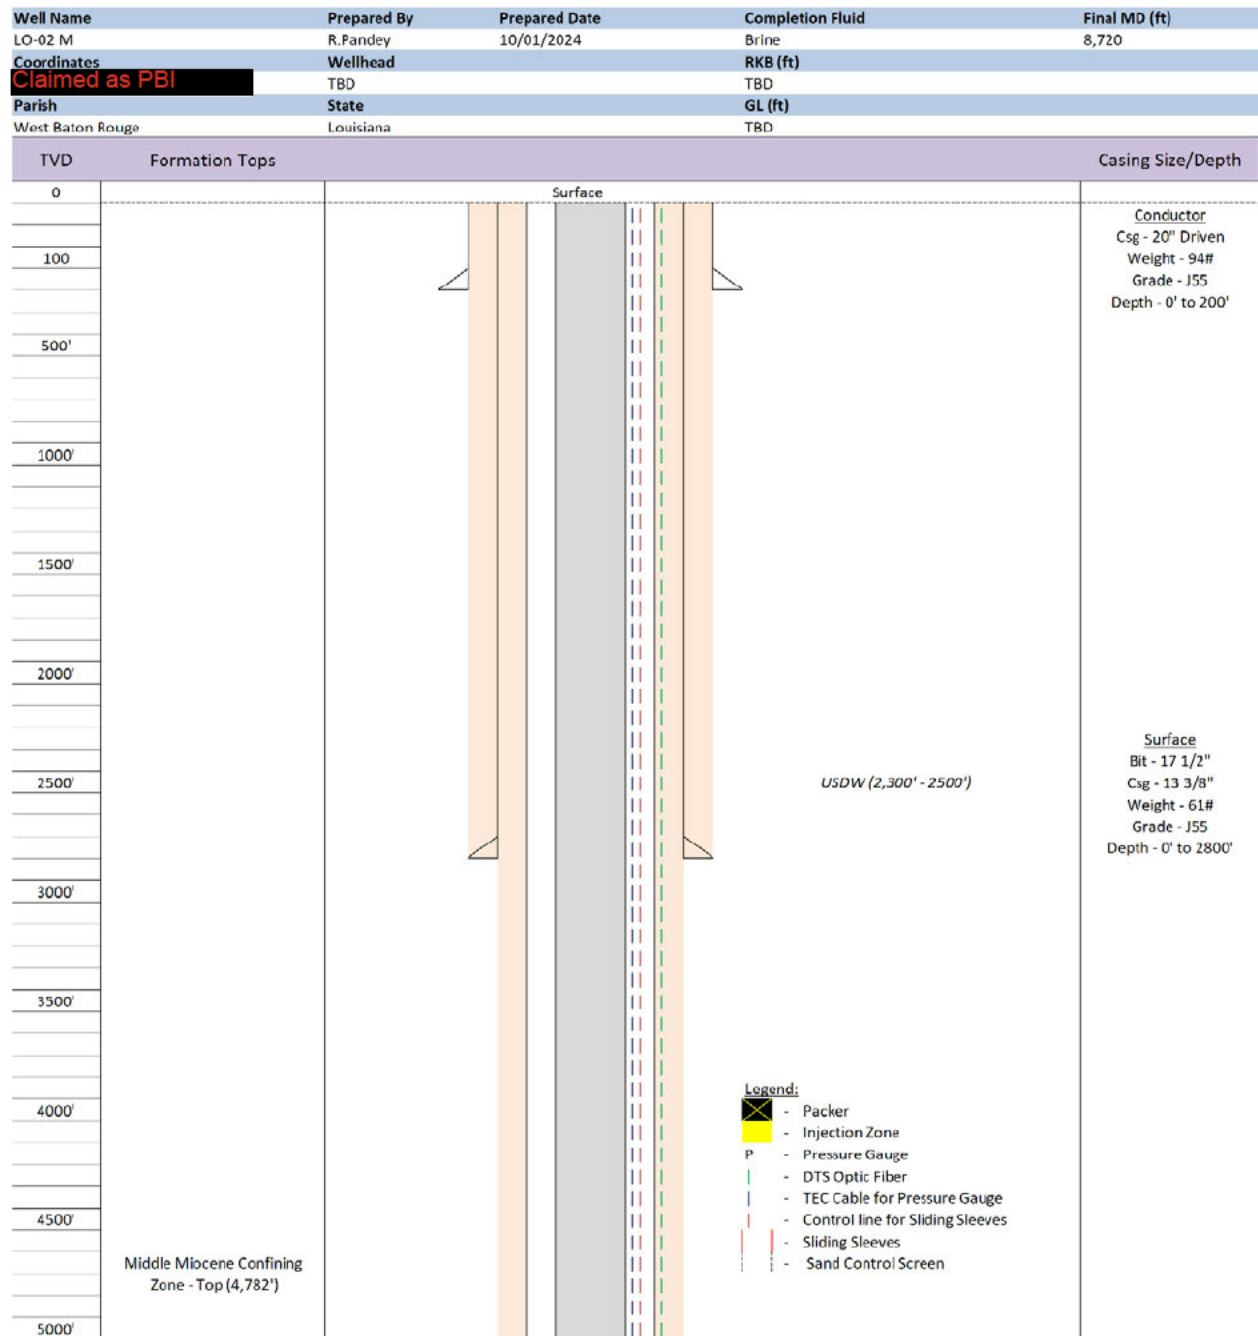 Well Name Prepared By Prepared Date Completion Fluid Final MD (ft)
LO-02 M R.Pandey 10/01/2024 Brine 8,720
Coordinates Wellhead RKB (ft)
Claimed as PBI TBD TBD
Parish State GL (ft)
West Baton Rouge Louisiana TBD
TVD Formation Tops Casing Size/Depth
0 Surface
Conductor
Csg - 20" Driven
100 Weight - 94#
Grade - J55
Depth - 0' to 200'
500'
1000'
1500'
2000'
Surface
Bit - 17 1/2"
2500' USDW (2,300' - 2500') Csg - 13 3/8"
Weight - 61#
Grade - J55
Depth - 0' to 2800'
3000'
3500'
Legend:
4000' - Packer
- Injection Zone
P - Pressure Gauge
- DTS Optic Fiber
- TEC Cable for Pressure Gauge
4500' - Control line for Sliding Sleeves
- Sliding Sleeves
Middle Miocene Confining - Sand Control Screen
Zone - Top (4,782')
5000'